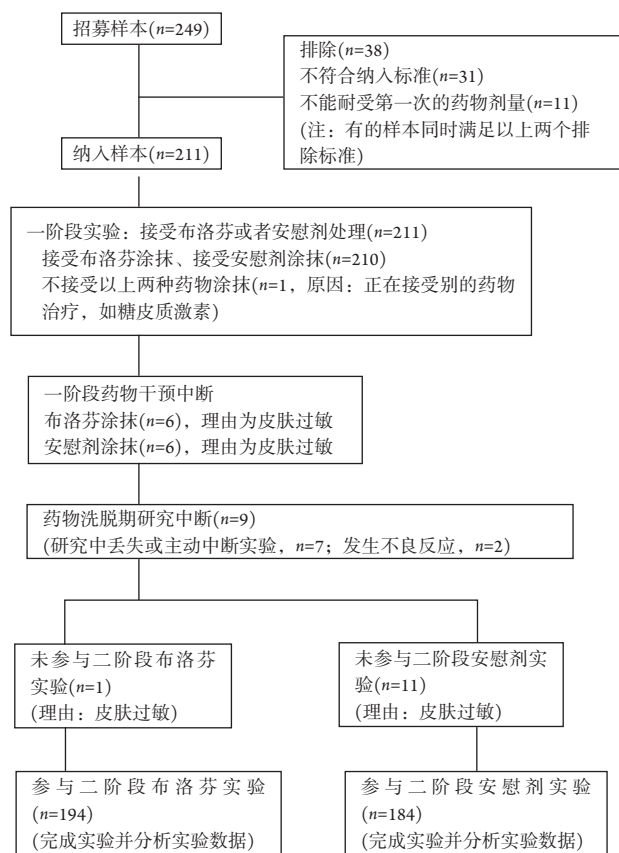 招募样本(n=249)
排除(n=38)
不符合纳入标准(n=31)
不能耐受第一次的药物剂量(n=11)
(注：有的样本同时满足以上两个排
除标准)
纳入样本(n=211)
一阶段实验：接受布洛芬或者安慰剂处理(n=211)
接受布洛芬涂抹、接受安慰剂涂抹(n=210)
不接受以上两种药物涂抹(n=1，原因：正在接受别的药物
治疗，如糖皮质激素)
一阶段药物干预中断
布洛芬涂抹(n=6)，理由为皮肤过敏
安慰剂涂抹(n=6)，理由为皮肤过敏
药物洗脱期研究中断(n=9)
(研究中丢失或主动中断实验，n=7；发生不良反应，n=2)
未参与二阶段布洛芬
实验(n=1)
(理由：皮肤过敏)
未参与二阶段安慰剂实
验(n=11)
(理由：皮肤过敏)
参与二阶段布洛芬实验
(n=194)
(完成实验并分析实验数据)
参与二阶段安慰剂实验
(n=184)
(完成实验并分析实验数据)